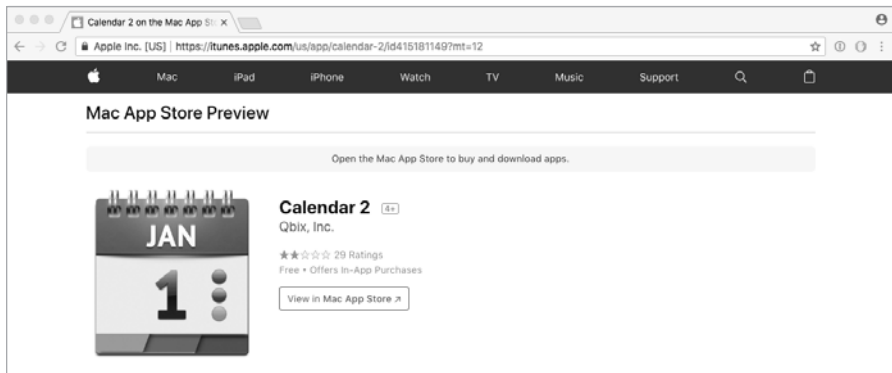 Calendar 2 on the Mac App St
Apple Inc. [US] | https://itunes.apple.com/us/app/calendar-2/id415181149?mt=12
Mac iPad iPhone Watch TV Music Support
Mac App Store Preview
Open the Mac App Store to buy and download apps.
Calendar 2 4+
Qbix, Inc.
★★☆☆☆ 29 Ratings
Free • Offers In-App Purchases
View in Mac App Store ↗
JAN
1